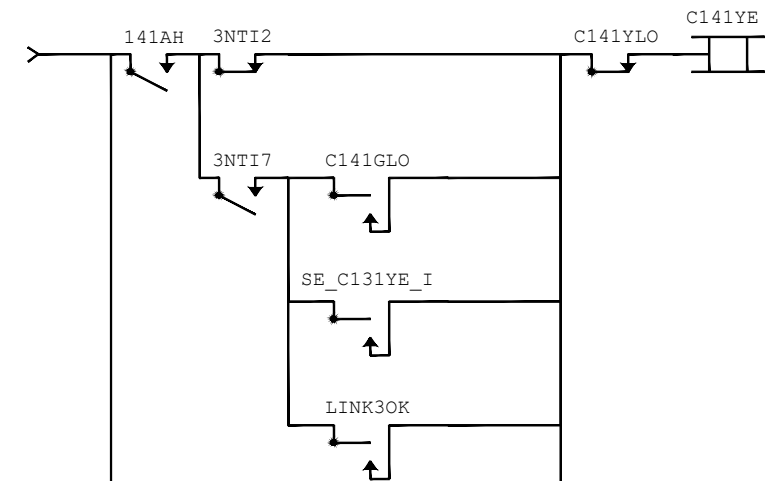 C141YE
141AH 3NTI2 C141YLO
3NTI7 C141GLO
SE_C131YE_I
LINK3OK